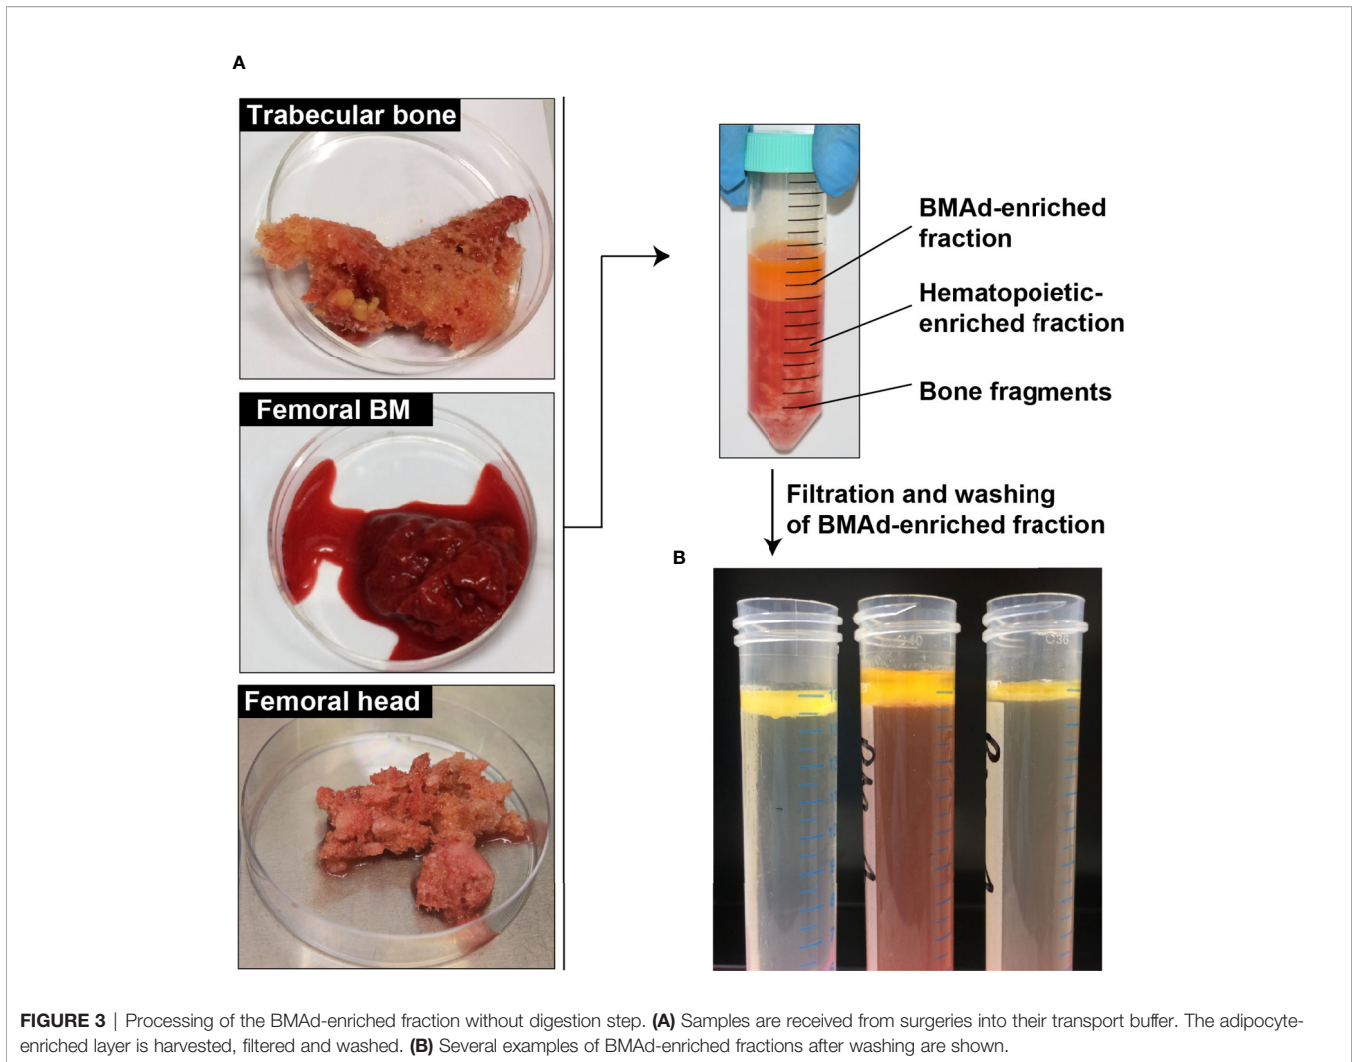 A
Trabecular bone
Femoral BM
Femoral head
BMAd-enriched
fraction
Hematopoietic-
enriched fraction
Bone fragments
Filtration and washing
of BMAd-enriched fraction
B
FIGURE 3 | Processing of the BMAd-enriched fraction without digestion step. (A) Samples are received from surgeries into their transport buffer. The adipocyte-
enriched layer is harvested, filtered and washed. (B) Several examples of BMAd-enriched fractions after washing are shown.